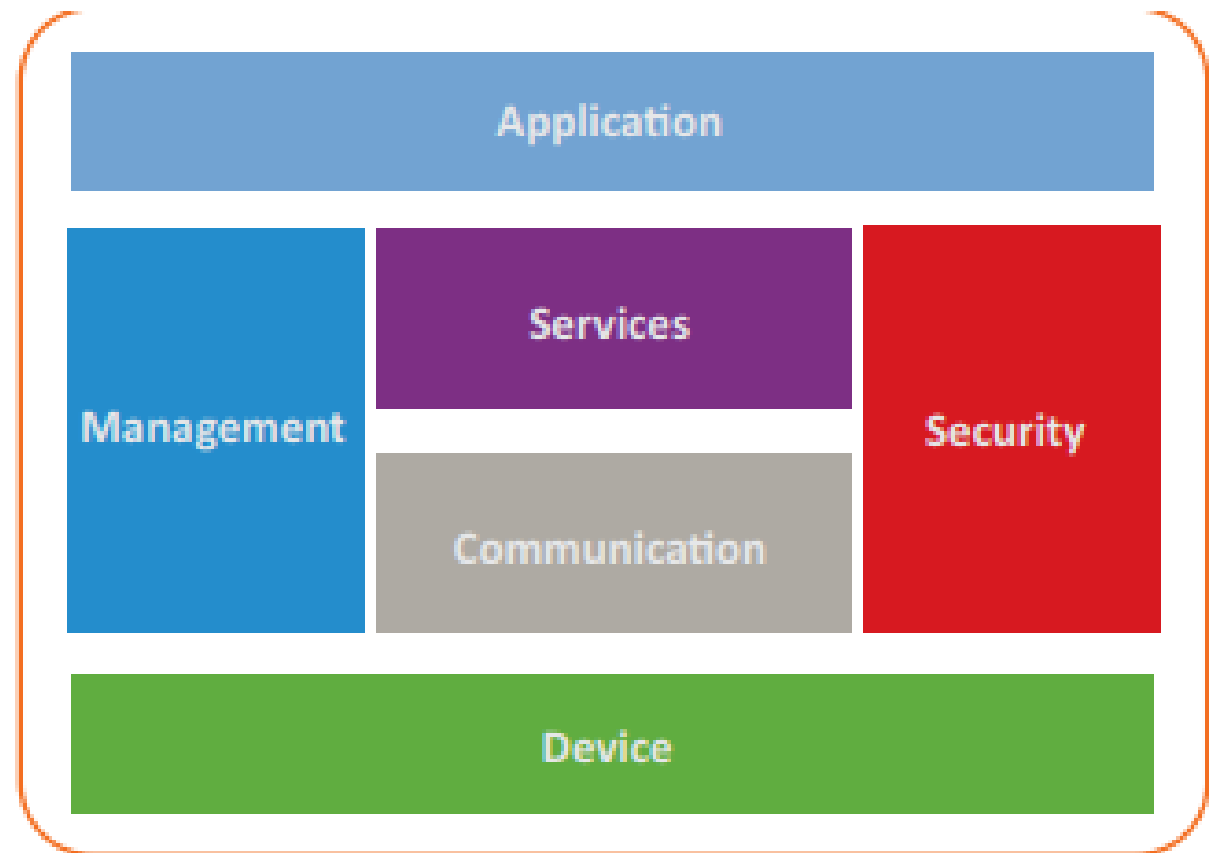 Application
Services
Management
Security
Communication
Device